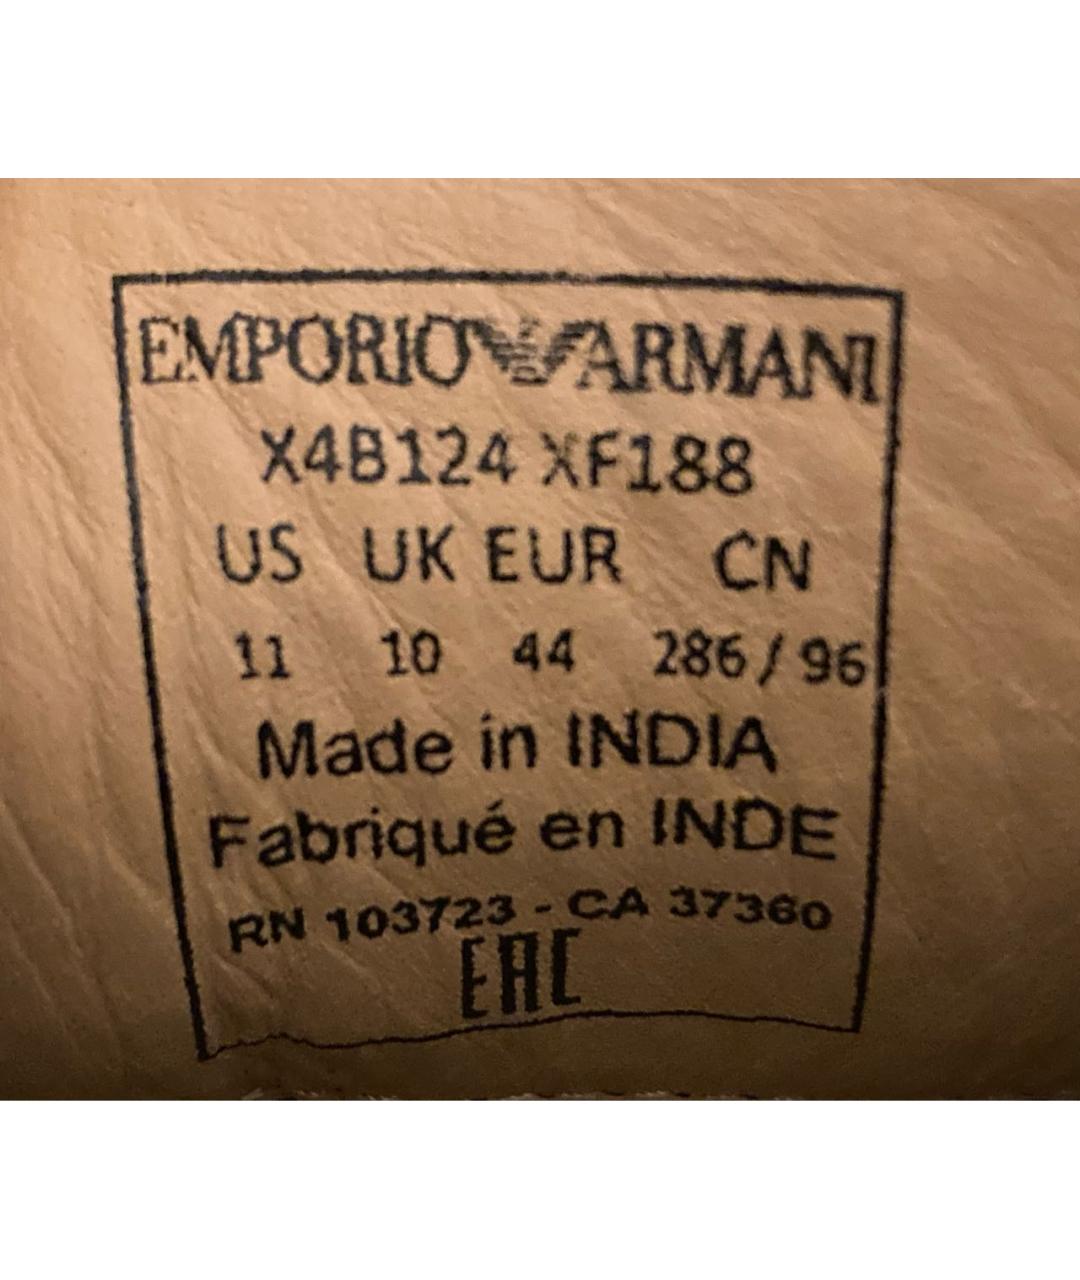 EMPORIO ARMANI
X4B124 XF188
US UK EUR CN
11 10 44 286 / 96
Made in INDIA
Fabriqué en INDE
RN 103723 - CA 37360
EAC